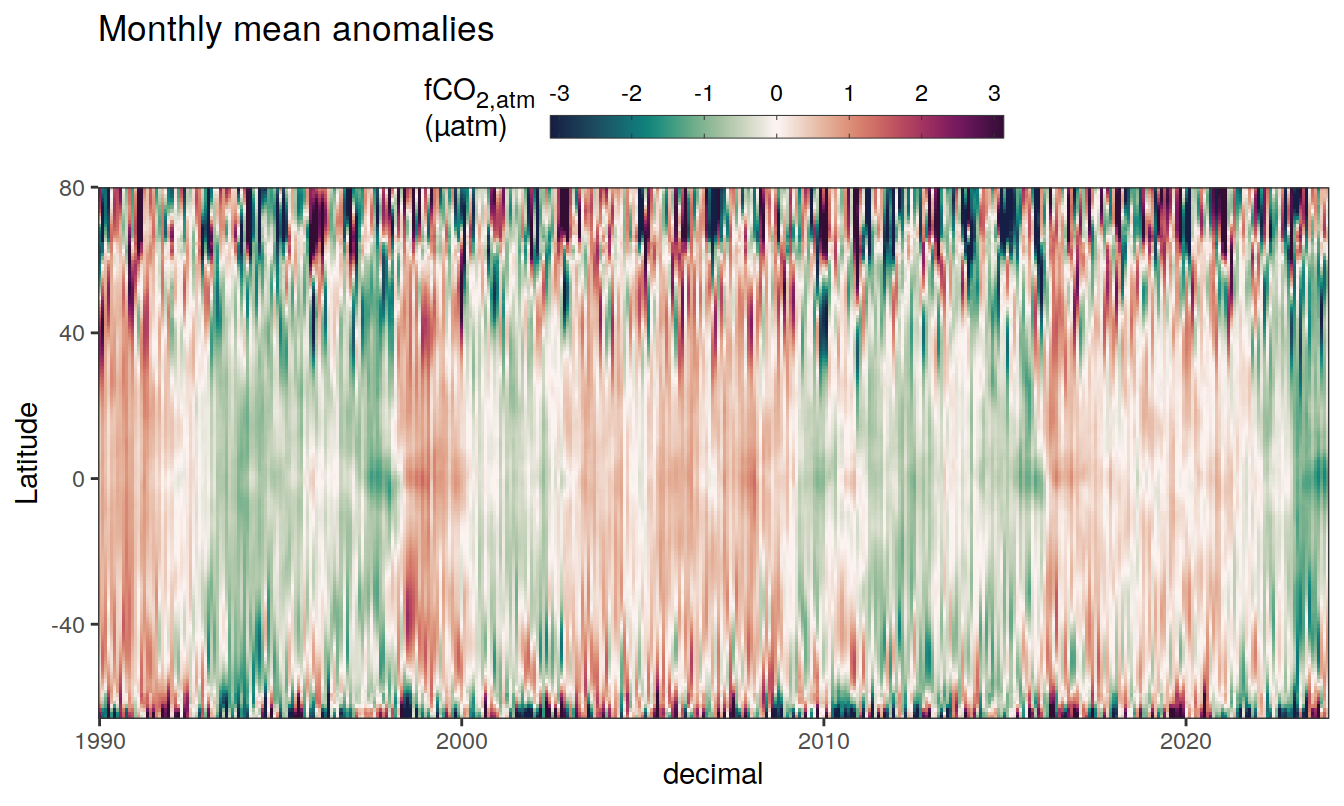 Monthly mean anomalies
fCO2,atm
(µatm)
-3 -2 -1 0 1 2 3
80
40
0
-40
Latitude
1990 2000 2010 2020
decimal